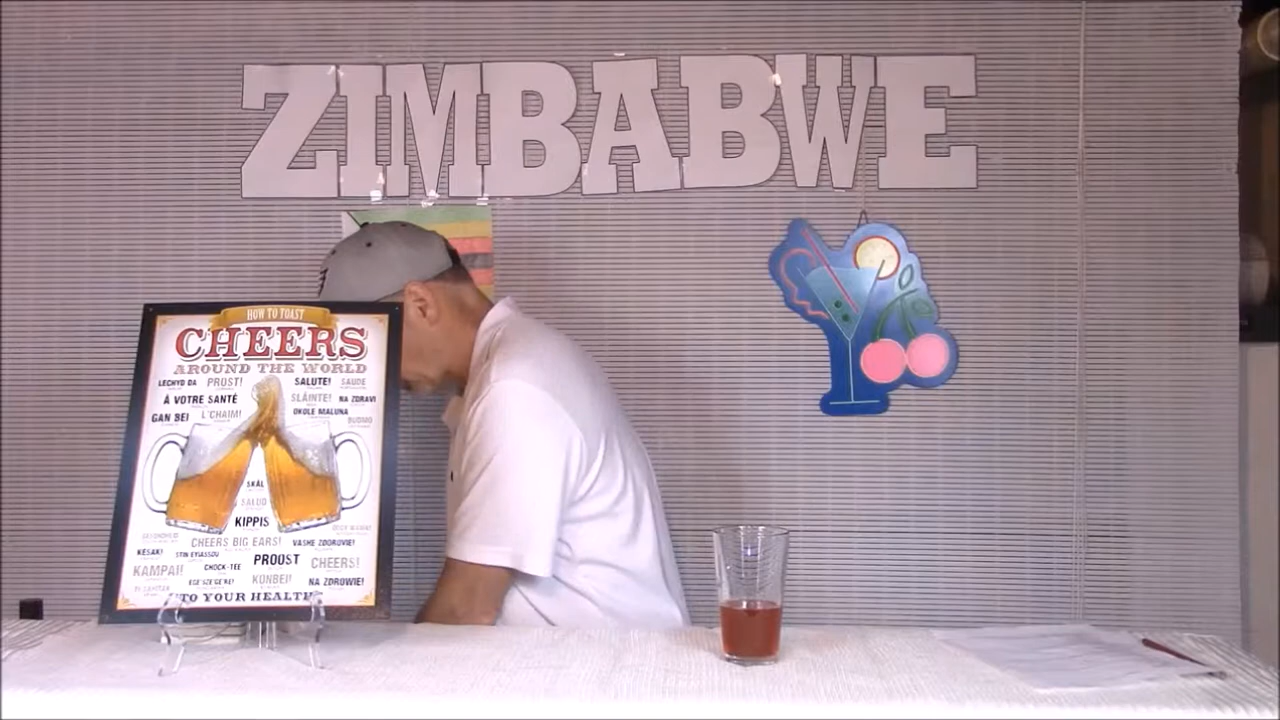 ZIMBABWE
HOW TO TOAST
CHEERS
AROUND THE WORLD
LECHYD DA PROST! SALUTE! SAUDE
À VOTRE SANTÉ SLÁINTE! NA ZDRAVI
GAN BEI L'CHAIM! OKOLE MALUNA
BUDMO
SKÅL
SALUD
KIPPIS
CHEERS BIG EARS! VASHE ZDOROVIE!
KESAK! STIN EYIASSOU PROOST CHEERS!
KAMPAI! CHOCK-TEE
KONBEI! NA ZDROWIE!
TO YOUR HEALTH